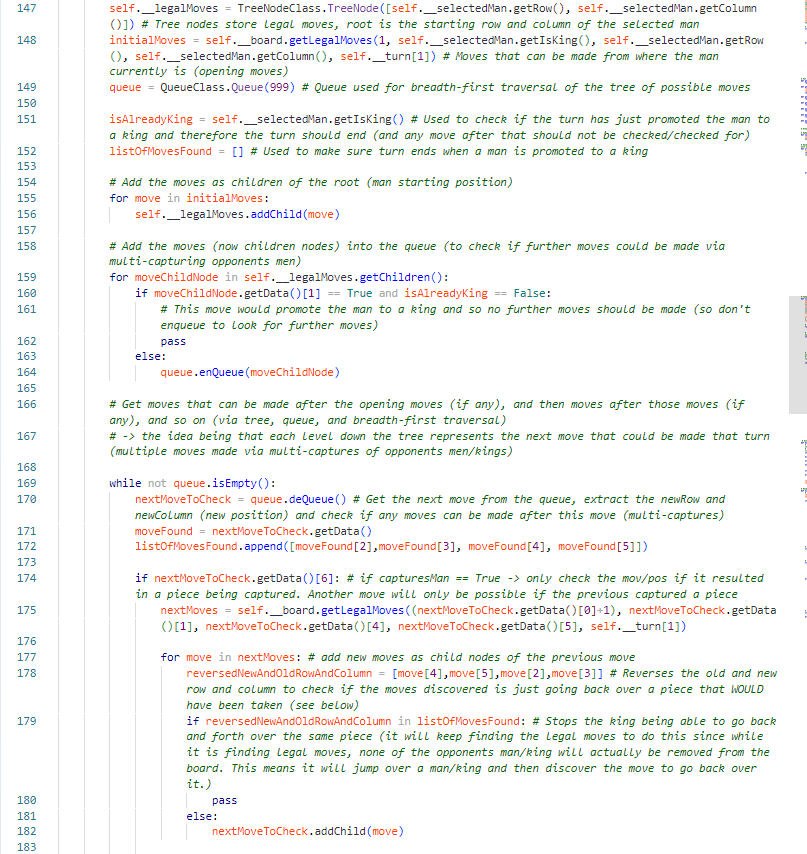 147 self.__legalMoves = TreeNodeClass.TreeNode([self.__selectedMan.getRow(), self.__selectedMan.getColumn
()]) # Tree nodes store legal moves, root is the starting row and column of the selected man
148 initialMoves = self.__board.getLegalMoves(1, self.__selectedMan.getIsKing(), self.__selectedMan.getRow
(), self.__selectedMan.getColumn(), self.__turn[1]) # Moves that can be made from where the man
currently is (opening moves)
149 queue = QueueClass.Queue(999) # Queue used for breadth-first traversal of the tree of possible moves
150
151 isAlreadyKing = self.__selectedMan.getIsKing() # Used to check if the turn has just promoted the man to
a king and therefore the turn should end (and any move after that should not be checked/checked for)
152 listOfMovesFound = [] # Used to make sure turn ends when a man is promoted to a king
153
154 # Add the moves as children of the root (man starting position)
155 for move in initialMoves:
156 self.__legalMoves.addChild(move)
157
158 # Add the moves (now children nodes) into the queue (to check if further moves could be made via
multi-capturing opponents men)
159 for moveChildNode in self.__legalMoves.getChildren():
160 if moveChildNode.getData()[1] == True and isAlreadyKing == False:
161 # This move would promote the man to a king and so no further moves should be made (so don't
enqueue to look for further moves)
162 pass
163 else:
164 queue.enQueue(moveChildNode)
165
166 # Get moves that can be made after the opening moves (if any), and then moves after those moves (if
any), and so on (via tree, queue, and breadth-first traversal)
167 # -> the idea being that each level down the tree represents the next move that could be made that turn
(multiple moves made via multi-captures of opponents men/kings)
168
169 while not queue.isEmpty():
170 nextMoveToCheck = queue.deQueue() # Get the next move from the queue, extract the newRow and
newColumn (new position) and check if any moves can be made after this move (multi-captures)
171 moveFound = nextMoveToCheck.getData()
172 listOfMovesFound.append([moveFound[2],moveFound[3], moveFound[4], moveFound[5]])
173
174 if nextMoveToCheck.getData()[6]: # if capturesMan == True -> only check the mov/pos if it resulted
in a piece being captured. Another move will only be possible if the previous captured a piece
175 nextMoves = self.__board.getLegalMoves((nextMoveToCheck.getData()[0]+1), nextMoveToCheck.getData
()[1], nextMoveToCheck.getData()[4], nextMoveToCheck.getData()[5], self.__turn[1])
176
177 for move in nextMoves: # add new moves as child nodes of the previous move
178 reversedNewAndOldRowAndColumn = [move[4],move[5],move[2],move[3]] # Reverses the old and new
row and column to check if the moves discovered is just going back over a piece that WOULD
have been taken (see below)
179 if reversedNewAndOldRowAndColumn in listOfMovesFound: # Stops the king being able to go back
and forth over the same piece (it will keep finding the legal moves to do this since while
it is finding legal moves, none of the opponents man/king will actually be removed from the
board. This means it will jump over a man/king and then discover the move to go back over
it.)
180 pass
181 else:
182 nextMoveToCheck.addChild(move)
183